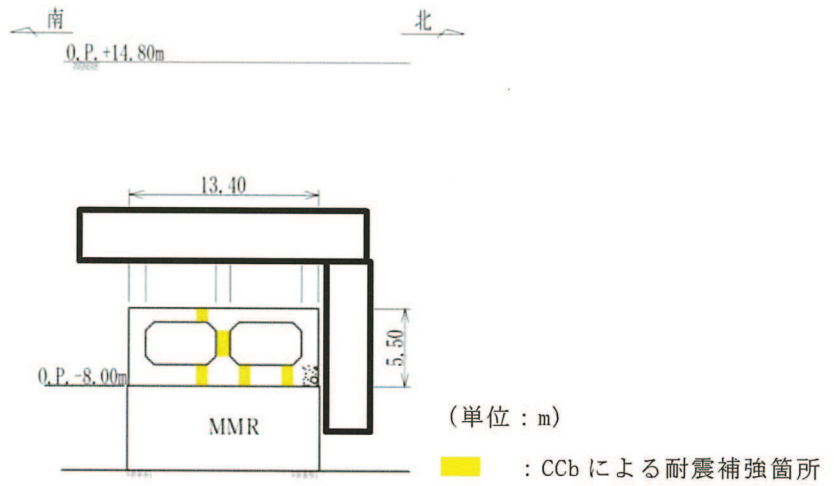 南
北
O.P.+14.80m
13.40
5.50
O.P.-8.00m
MMR
(単位：m)
：CCbによる耐震補強箇所